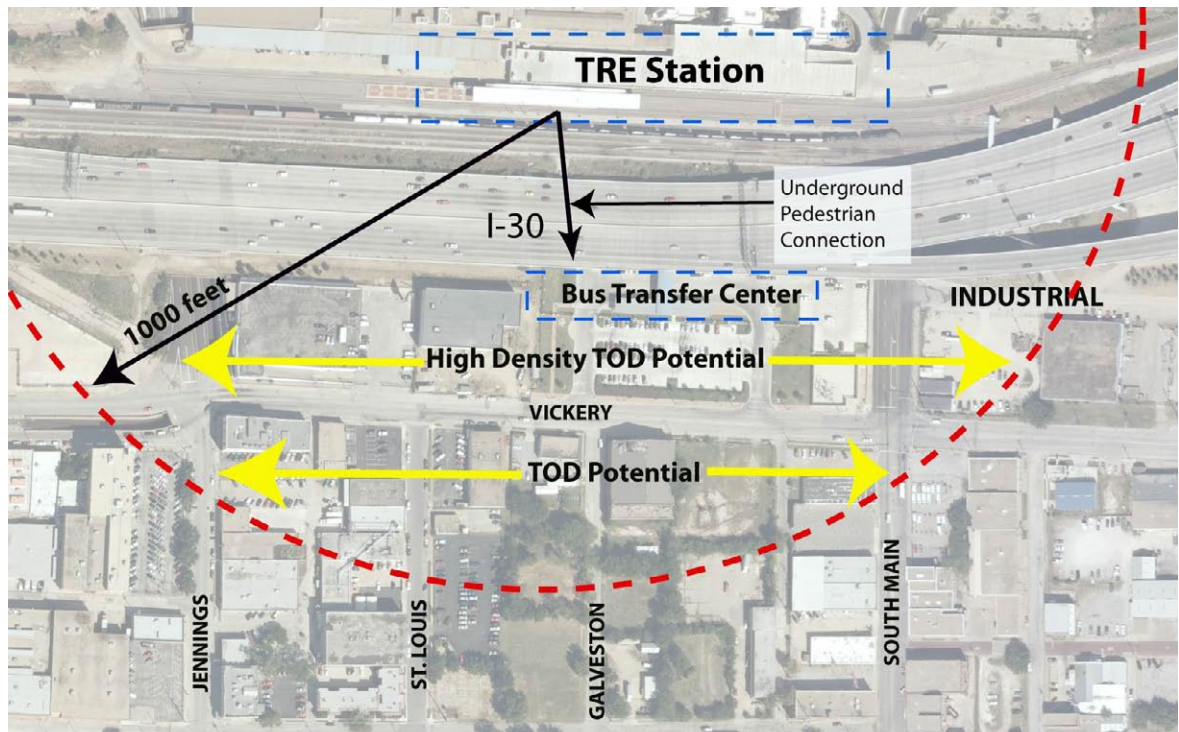 TRE Station
Underground
Pedestrian
Connection
I-30
Bus Transfer Center
INDUSTRIAL
1000 feet
High Density TOD Potential
VICKERY
TOD Potential
JENNINGS
ST. LOUIS
GALVESTON
SOUTH MAIN